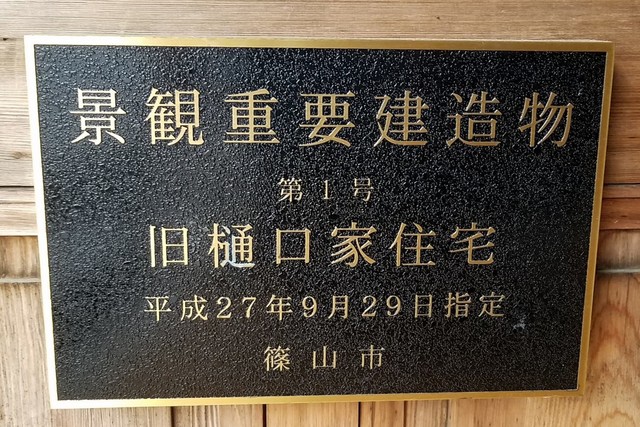 景観重要建造物
第1号
旧樋口家住宅
平成27年9月29日指定
篠山市